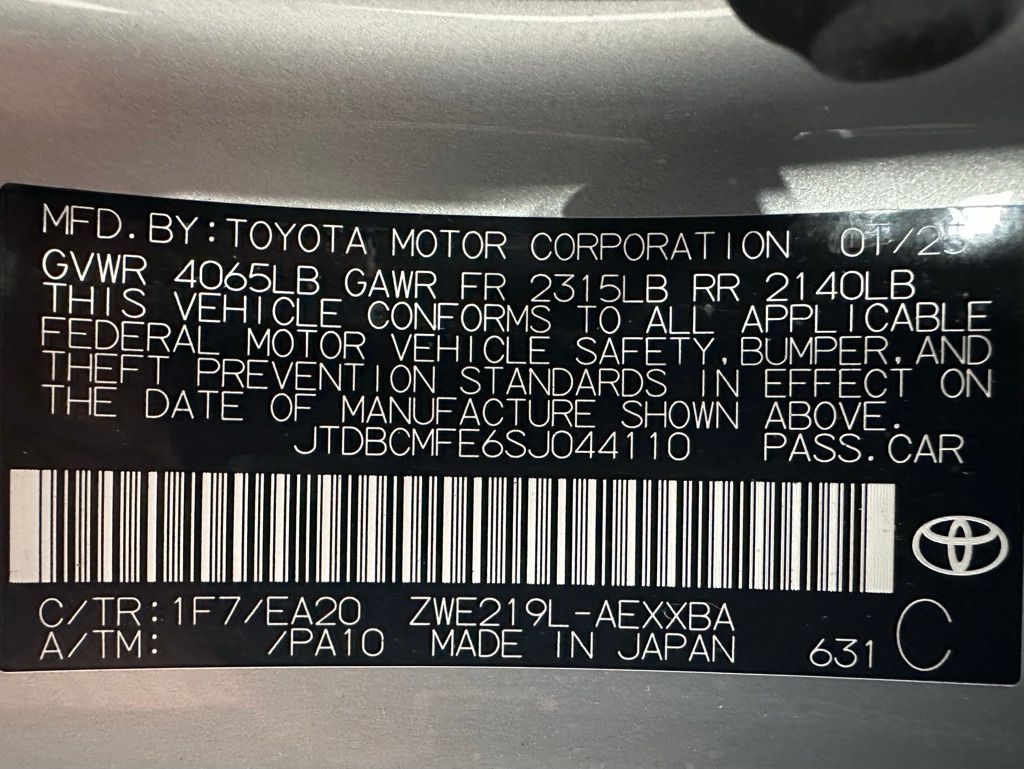 MFD.BY:TOYOTA MOTOR CORPORATION 01/25
GVWR 4065LB GAWR FR 2315LB RR 2140LB
THIS VEHICLE CONFORMS TO ALL APPLICABLE
FEDERAL MOTOR VEHICLE SAFETY,BUMPER,AND
THEFT PREVENTION STANDARDS IN EFFECT ON
THE DATE OF MANUFACTURE SHOWN ABOVE.
JTDBCMFE6SJ044110 PASS.CAR
C/TR:1F7/EA20 ZWE219L-AEXXBA
A/TM: /PA10 MADE IN JAPAN 631 C